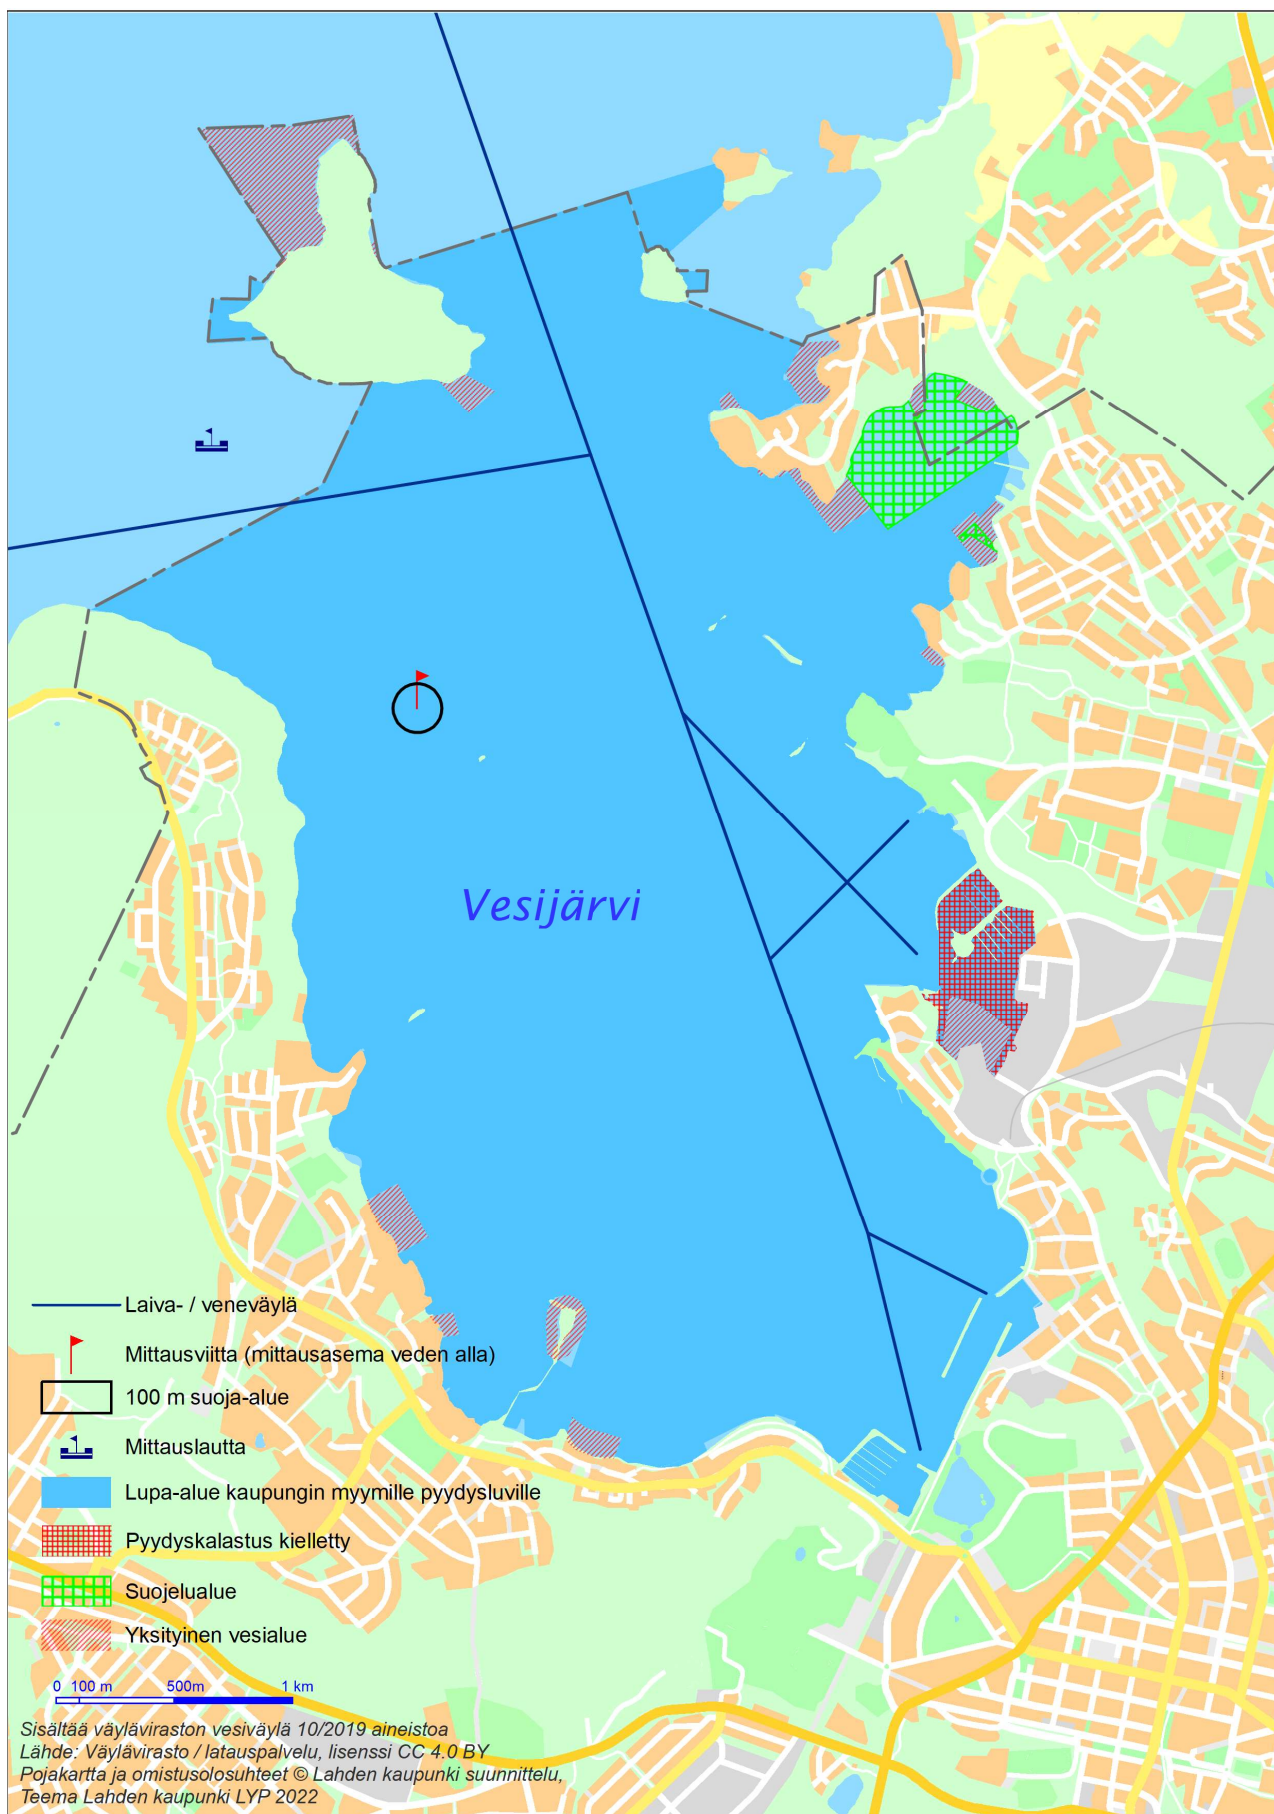 Vesijärvi
Laiva- / veneväylä
Mittausviitta (mittausasema veden alla)
100 m suoja-alue
Mittauslautta
Lupa-alue kaupungin myymille pyydysluville
Pyydyskalastus kielletty
Suojelualue
Yksityinen vesialue
0 100 m 500m 1 km
Sisältää väyläviraston vesiväylä 10/2019 aineistoa
Lähde: Väylävirasto / latauspalvelu, lisenssi CC 4.0 BY
Pojakartta ja omistusolosuhteet © Lahden kaupunki suunnittelu,
Teema Lahden kaupunki LYP 2022